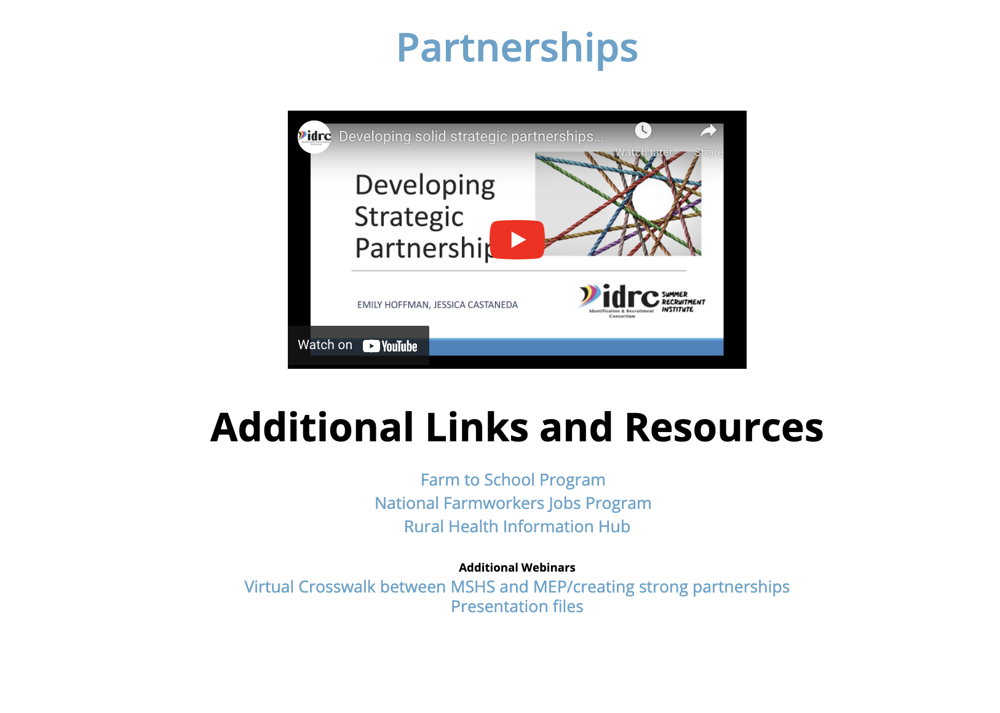 Partnerships
idrc
Developing solid strategic partnerships...
Watch later
Share
Developing
Strategic
Partnership
EMILY HOFFMAN, JESSICA CASTANEDA
idrc
Identification & Recruitment
Consortium
SUMMER
RECRUITMENT
INSTITUTE
Watch on YouTube
Additional Links and Resources
Farm to School Program
National Farmworkers Jobs Program
Rural Health Information Hub
Additional Webinars
Virtual Crosswalk between MSHS and MEP/creating strong partnerships
Presentation files